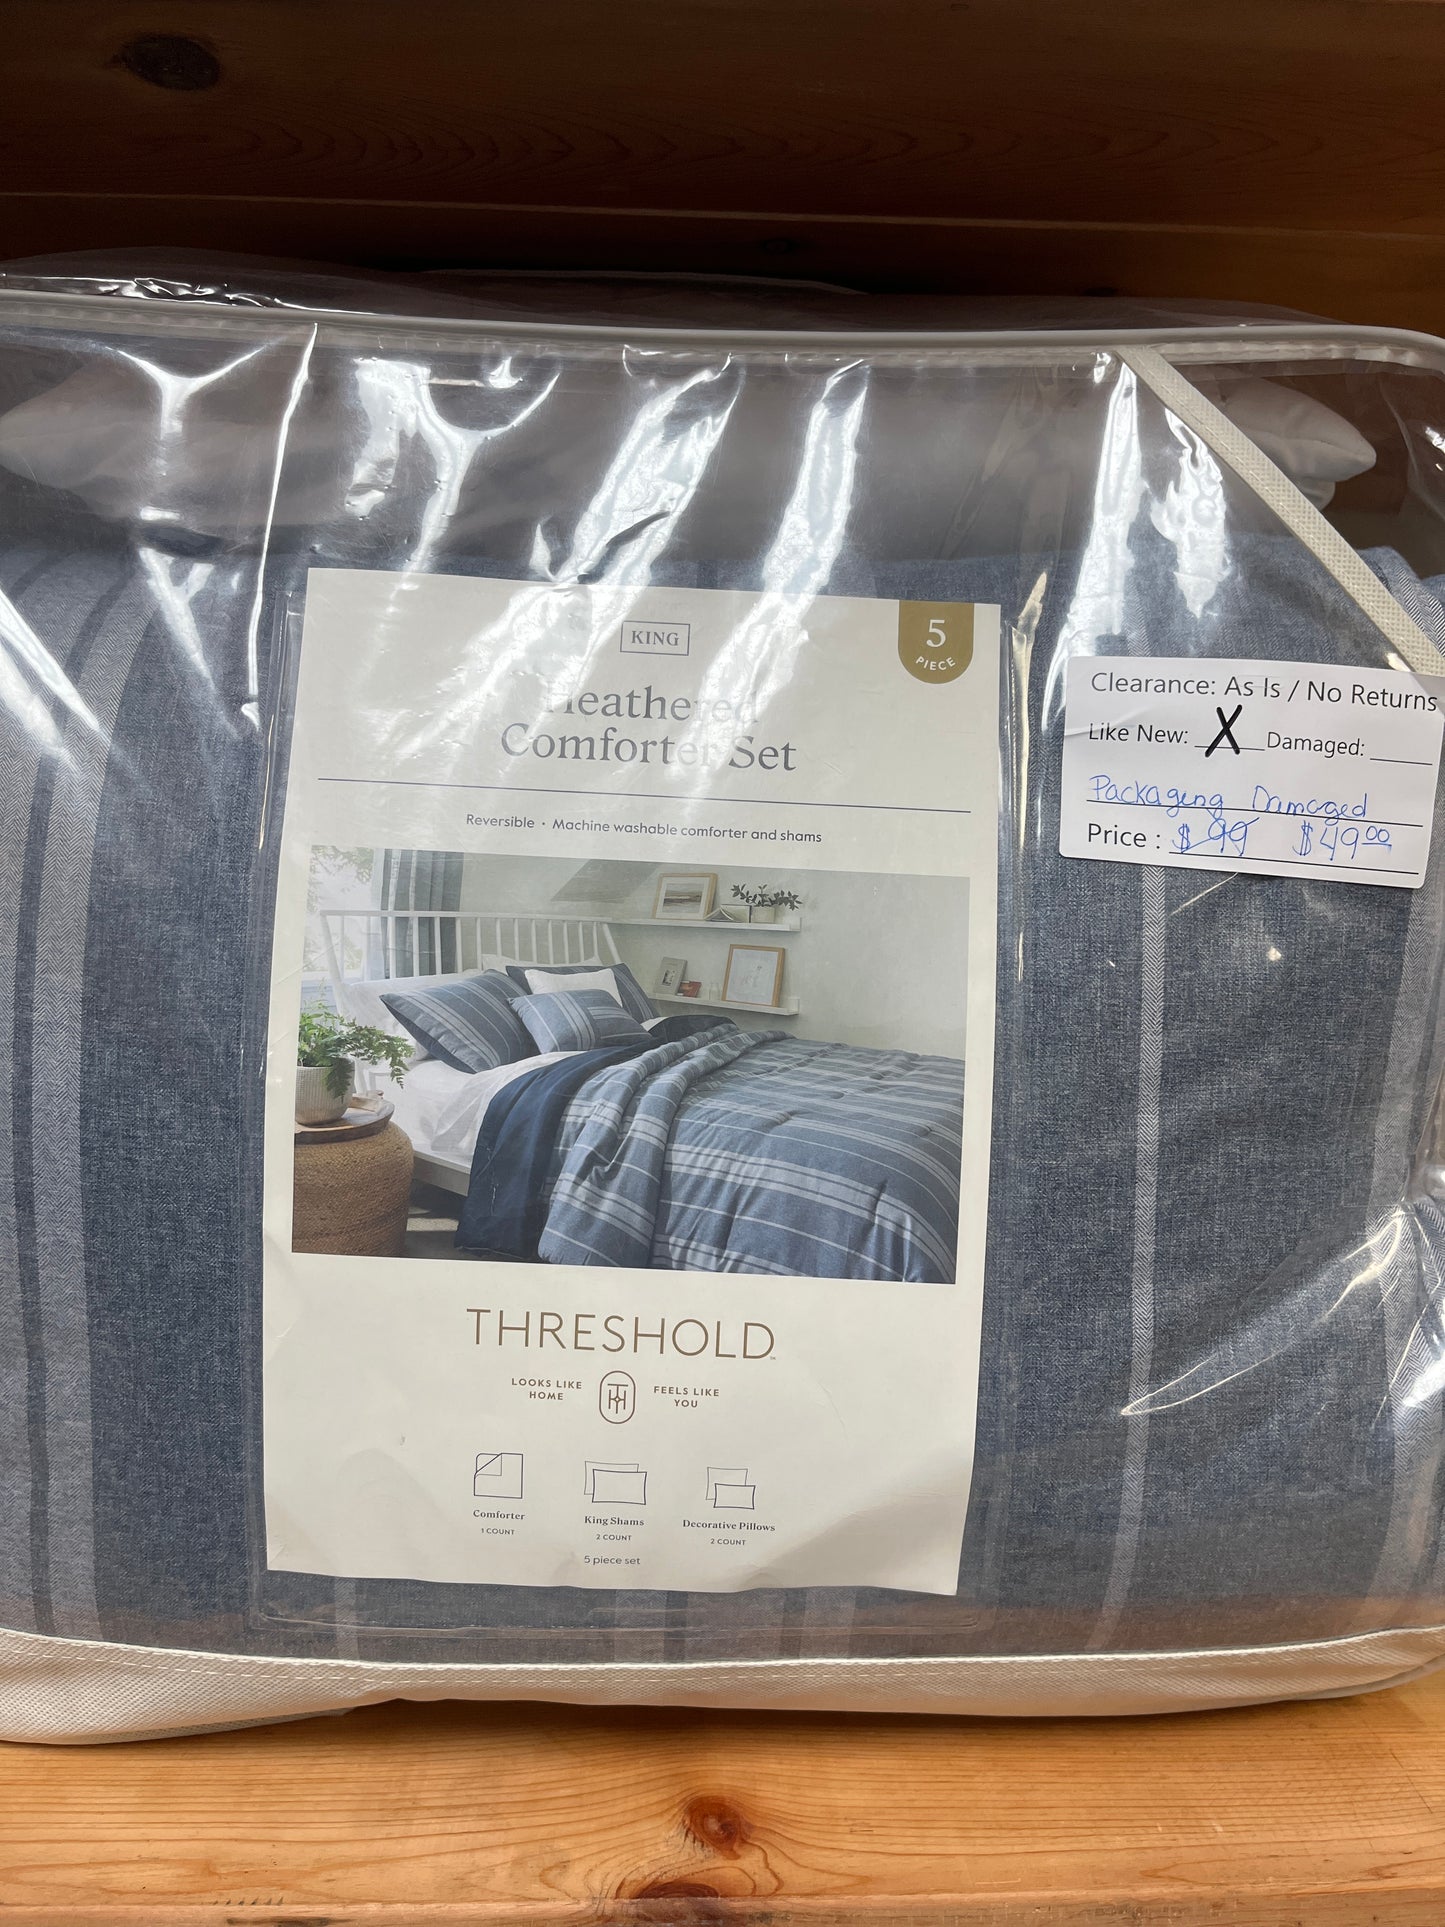 KING
5
PIECE
Heathered
Comforter Set
Reversible • Machine washable comforter and shams
Clearance: As Is / No Returns
Like New: X Damaged: ____
Packaging Damaged
Price : $ 99 $49.00
THRESHOLD™
LOOKS LIKE
HOME
FEELS LIKE
YOU
Comforter
1 COUNT
King Shams
2 COUNT
Decorative Pillows
2 COUNT
5 piece set